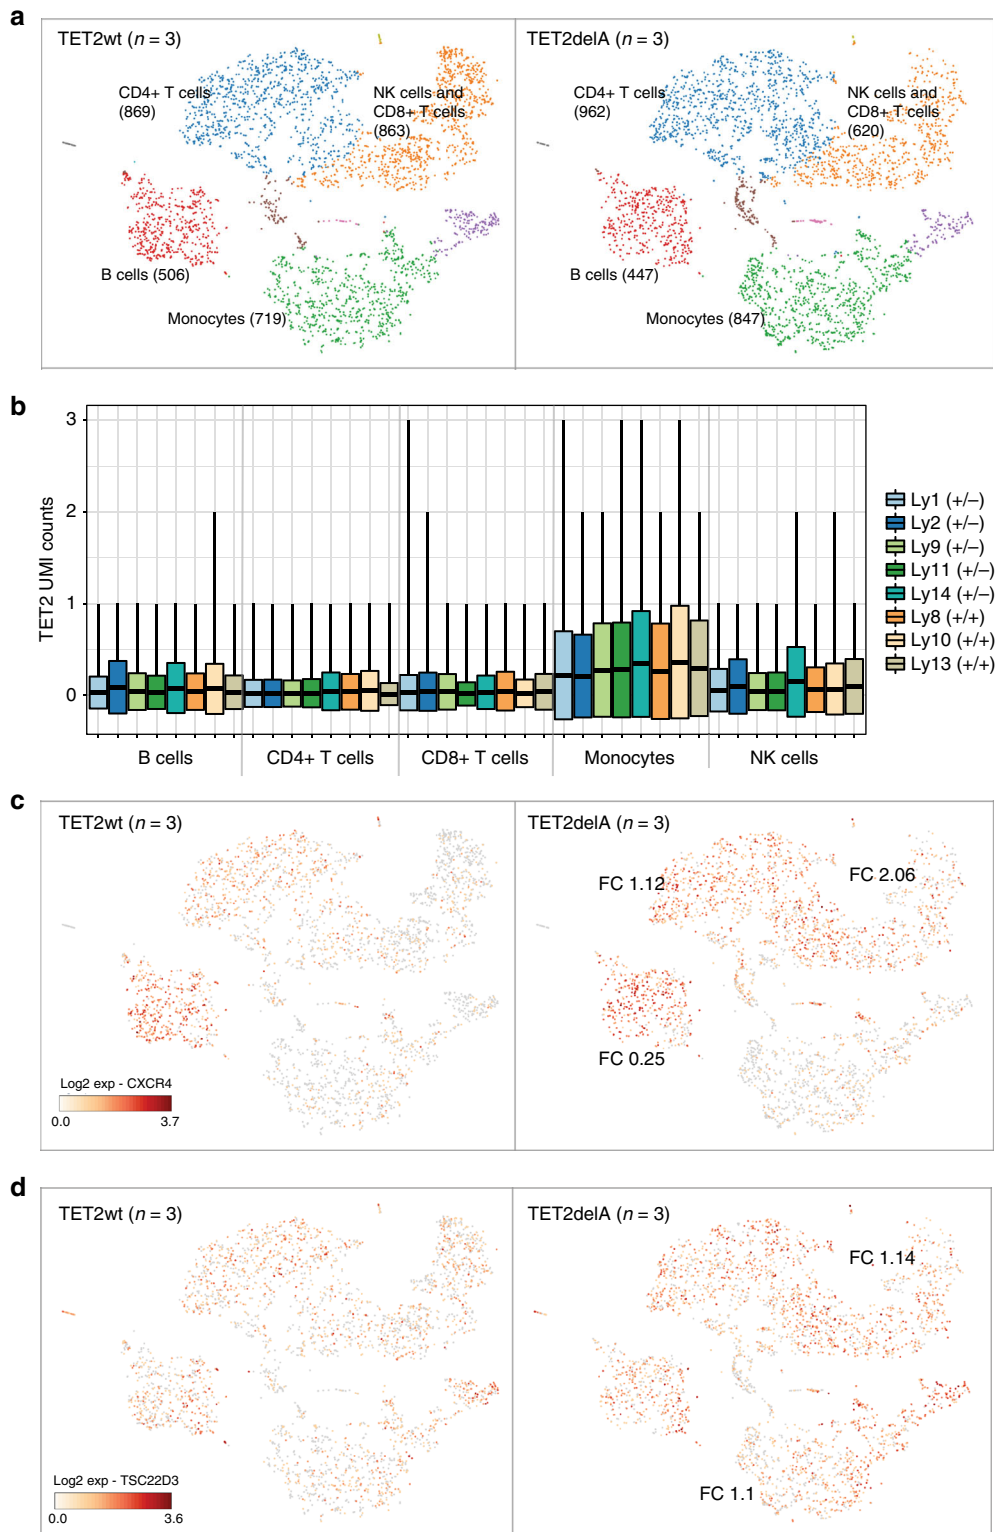 a
TET2wt (n = 3)
CD4+ T cells
(869)
NK cells and
CD8+ T cells
(863)
B cells (506)
Monocytes (719)
TET2delA (n = 3)
CD4+ T cells
(962)
NK cells and
CD8+ T cells
(620)
B cells (447)
Monocytes (847)
b
TET2 UMI counts
3
2
1
0
B cells
CD4+ T cells
CD8+ T cells
Monocytes
NK cells
Ly1 (+/–)
Ly2 (+/–)
Ly9 (+/–)
Ly11 (+/–)
Ly14 (+/–)
Ly8 (+/+)
Ly10 (+/+)
Ly13 (+/+)
c
TET2wt (n = 3)
Log2 exp - CXCR4
0.0 3.7
TET2delA (n = 3)
FC 1.12
FC 2.06
FC 0.25
d
TET2wt (n = 3)
Log2 exp - TSC22D3
0.0 3.6
TET2delA (n = 3)
FC 1.14
FC 1.1